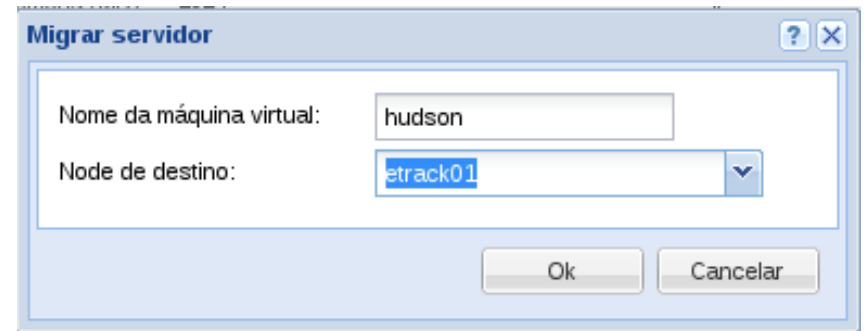 Migrar servidor
Nome da máquina virtual: hudson
Node de destino: etrack01
Ok Cancelar